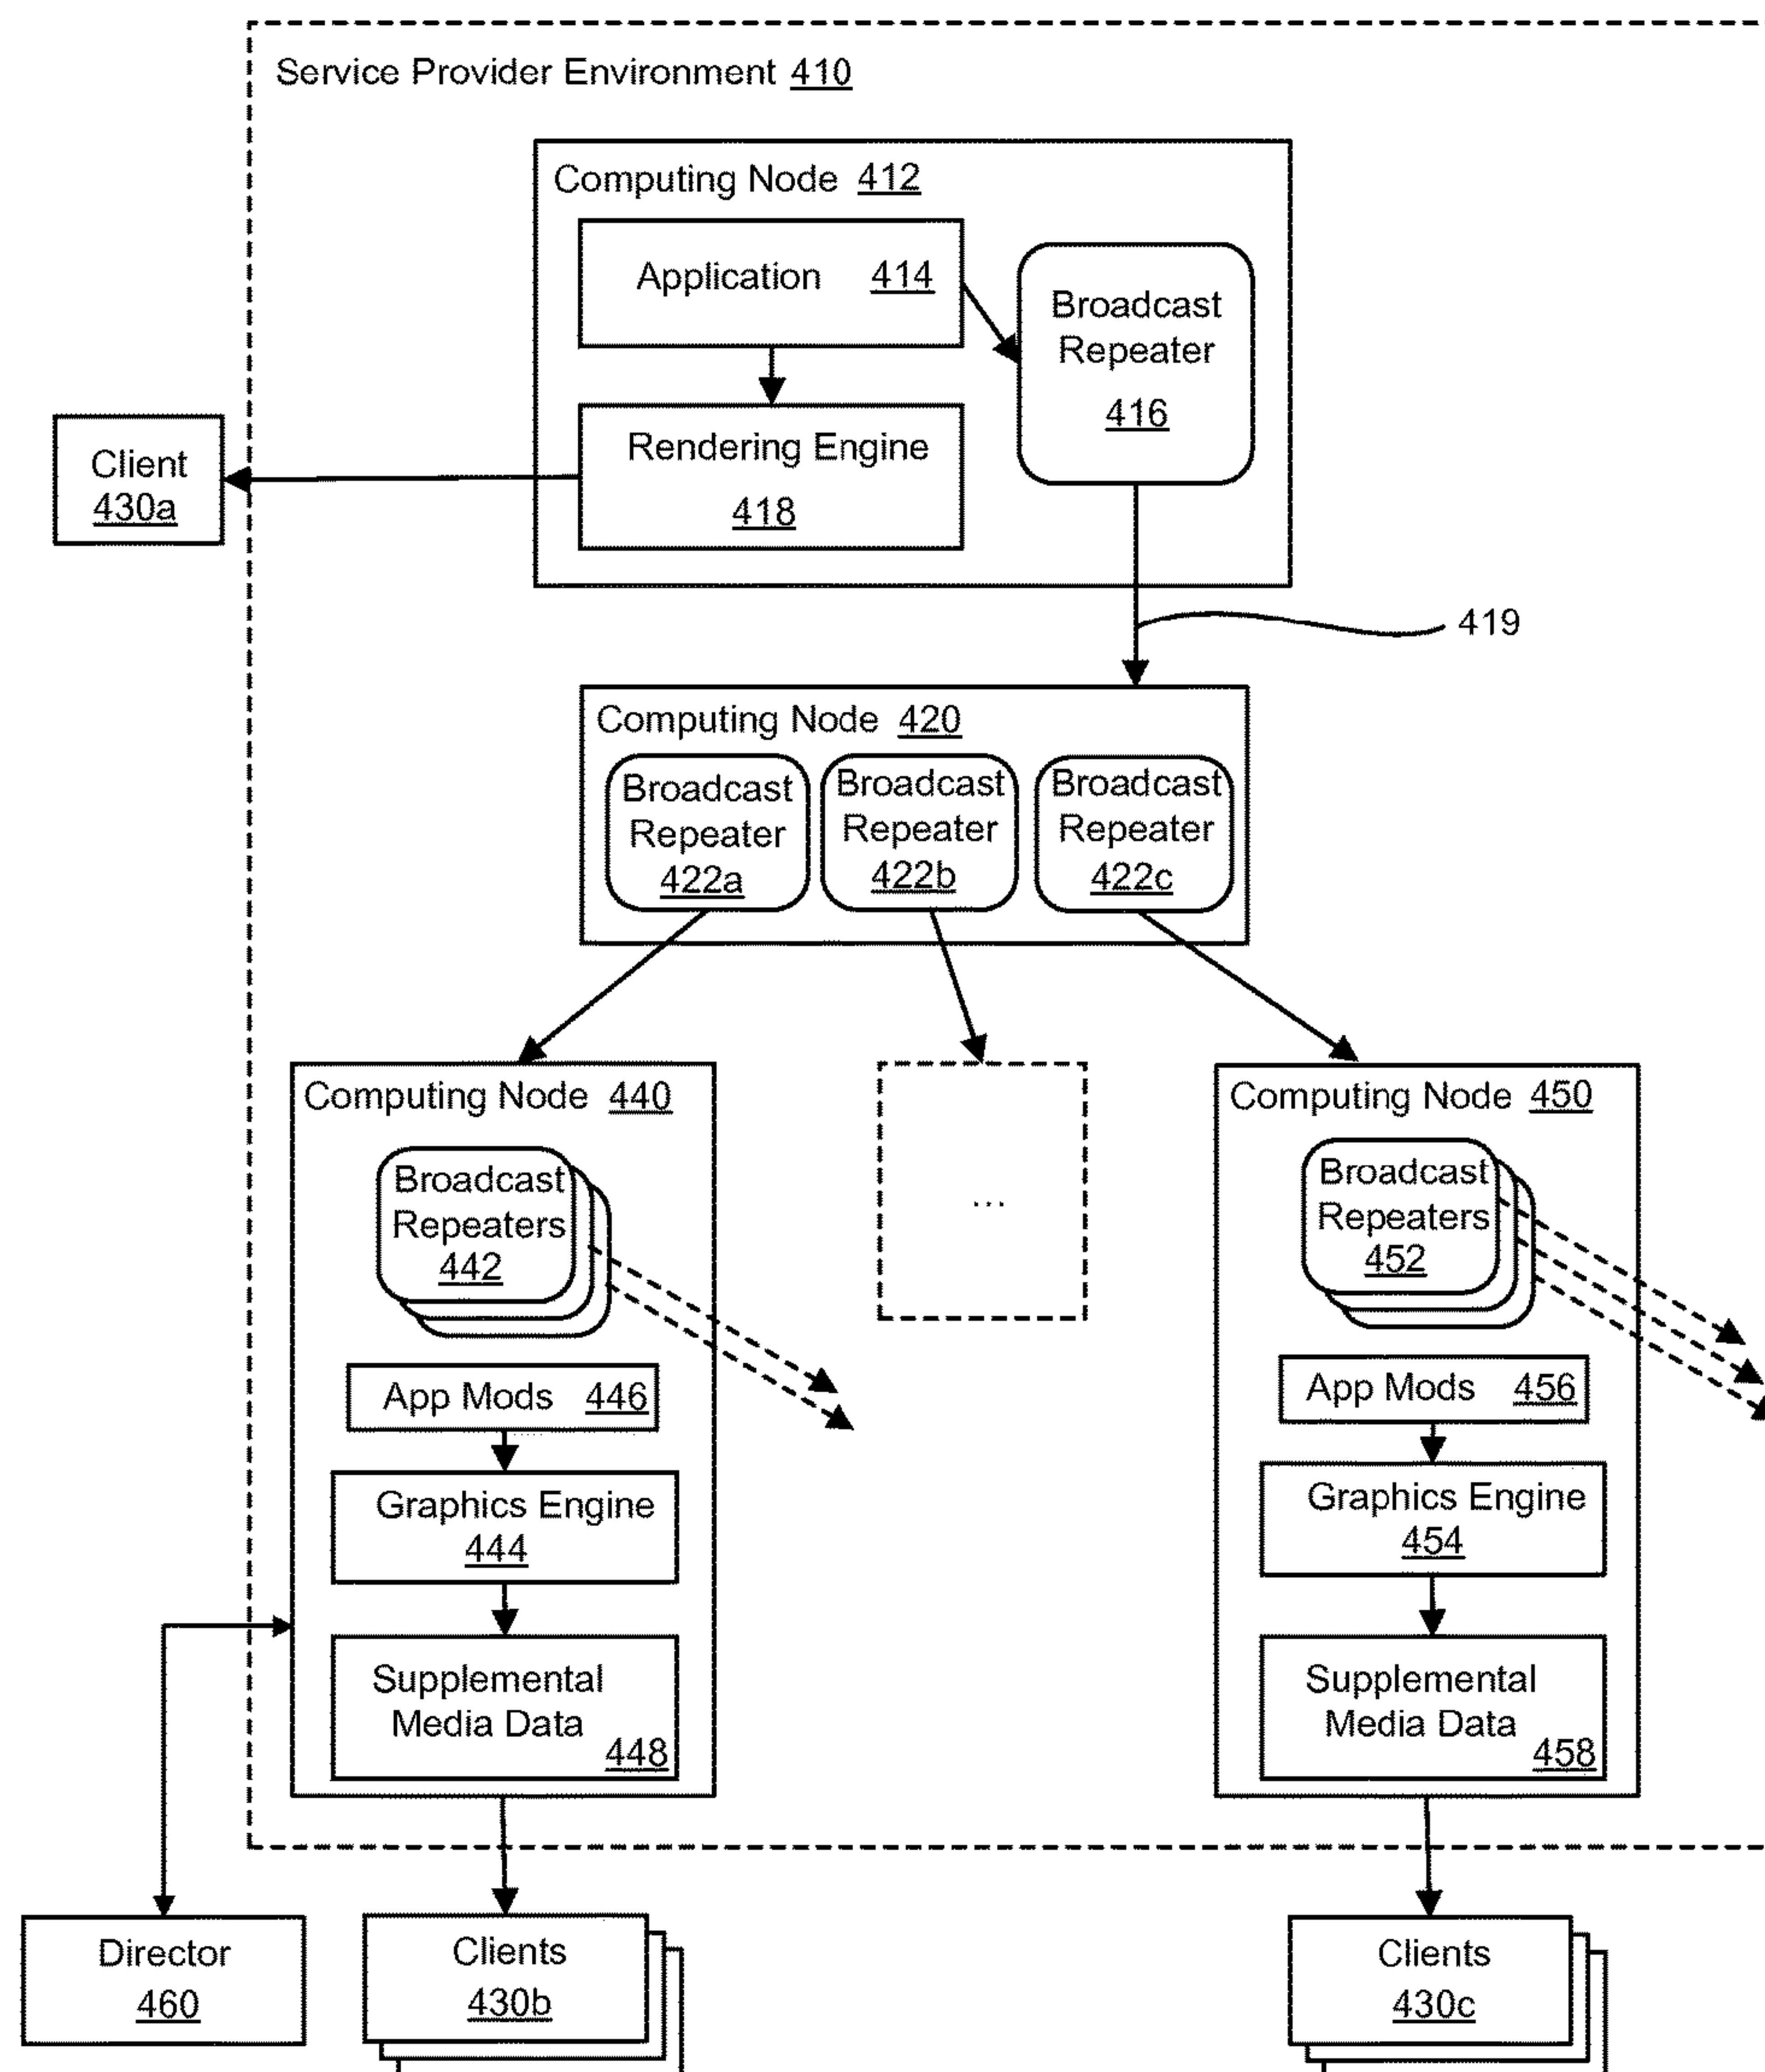 Service Provider Environment 410
Computing Node 412
Application 414
Broadcast
Repeater
416
Rendering Engine
418
Client
430a
419
Computing Node 420
Broadcast
Repeater
422a
Broadcast
Repeater
422b
Broadcast
Repeater
422c
Computing Node 440
Broadcast
Repeaters
442
App Mods 446
Graphics Engine
444
Supplemental
Media Data
448
...
Computing Node 450
Broadcast
Repeaters
452
App Mods 456
Graphics Engine
454
Supplemental
Media Data
458
Director
460
Clients
430b
Clients
430c